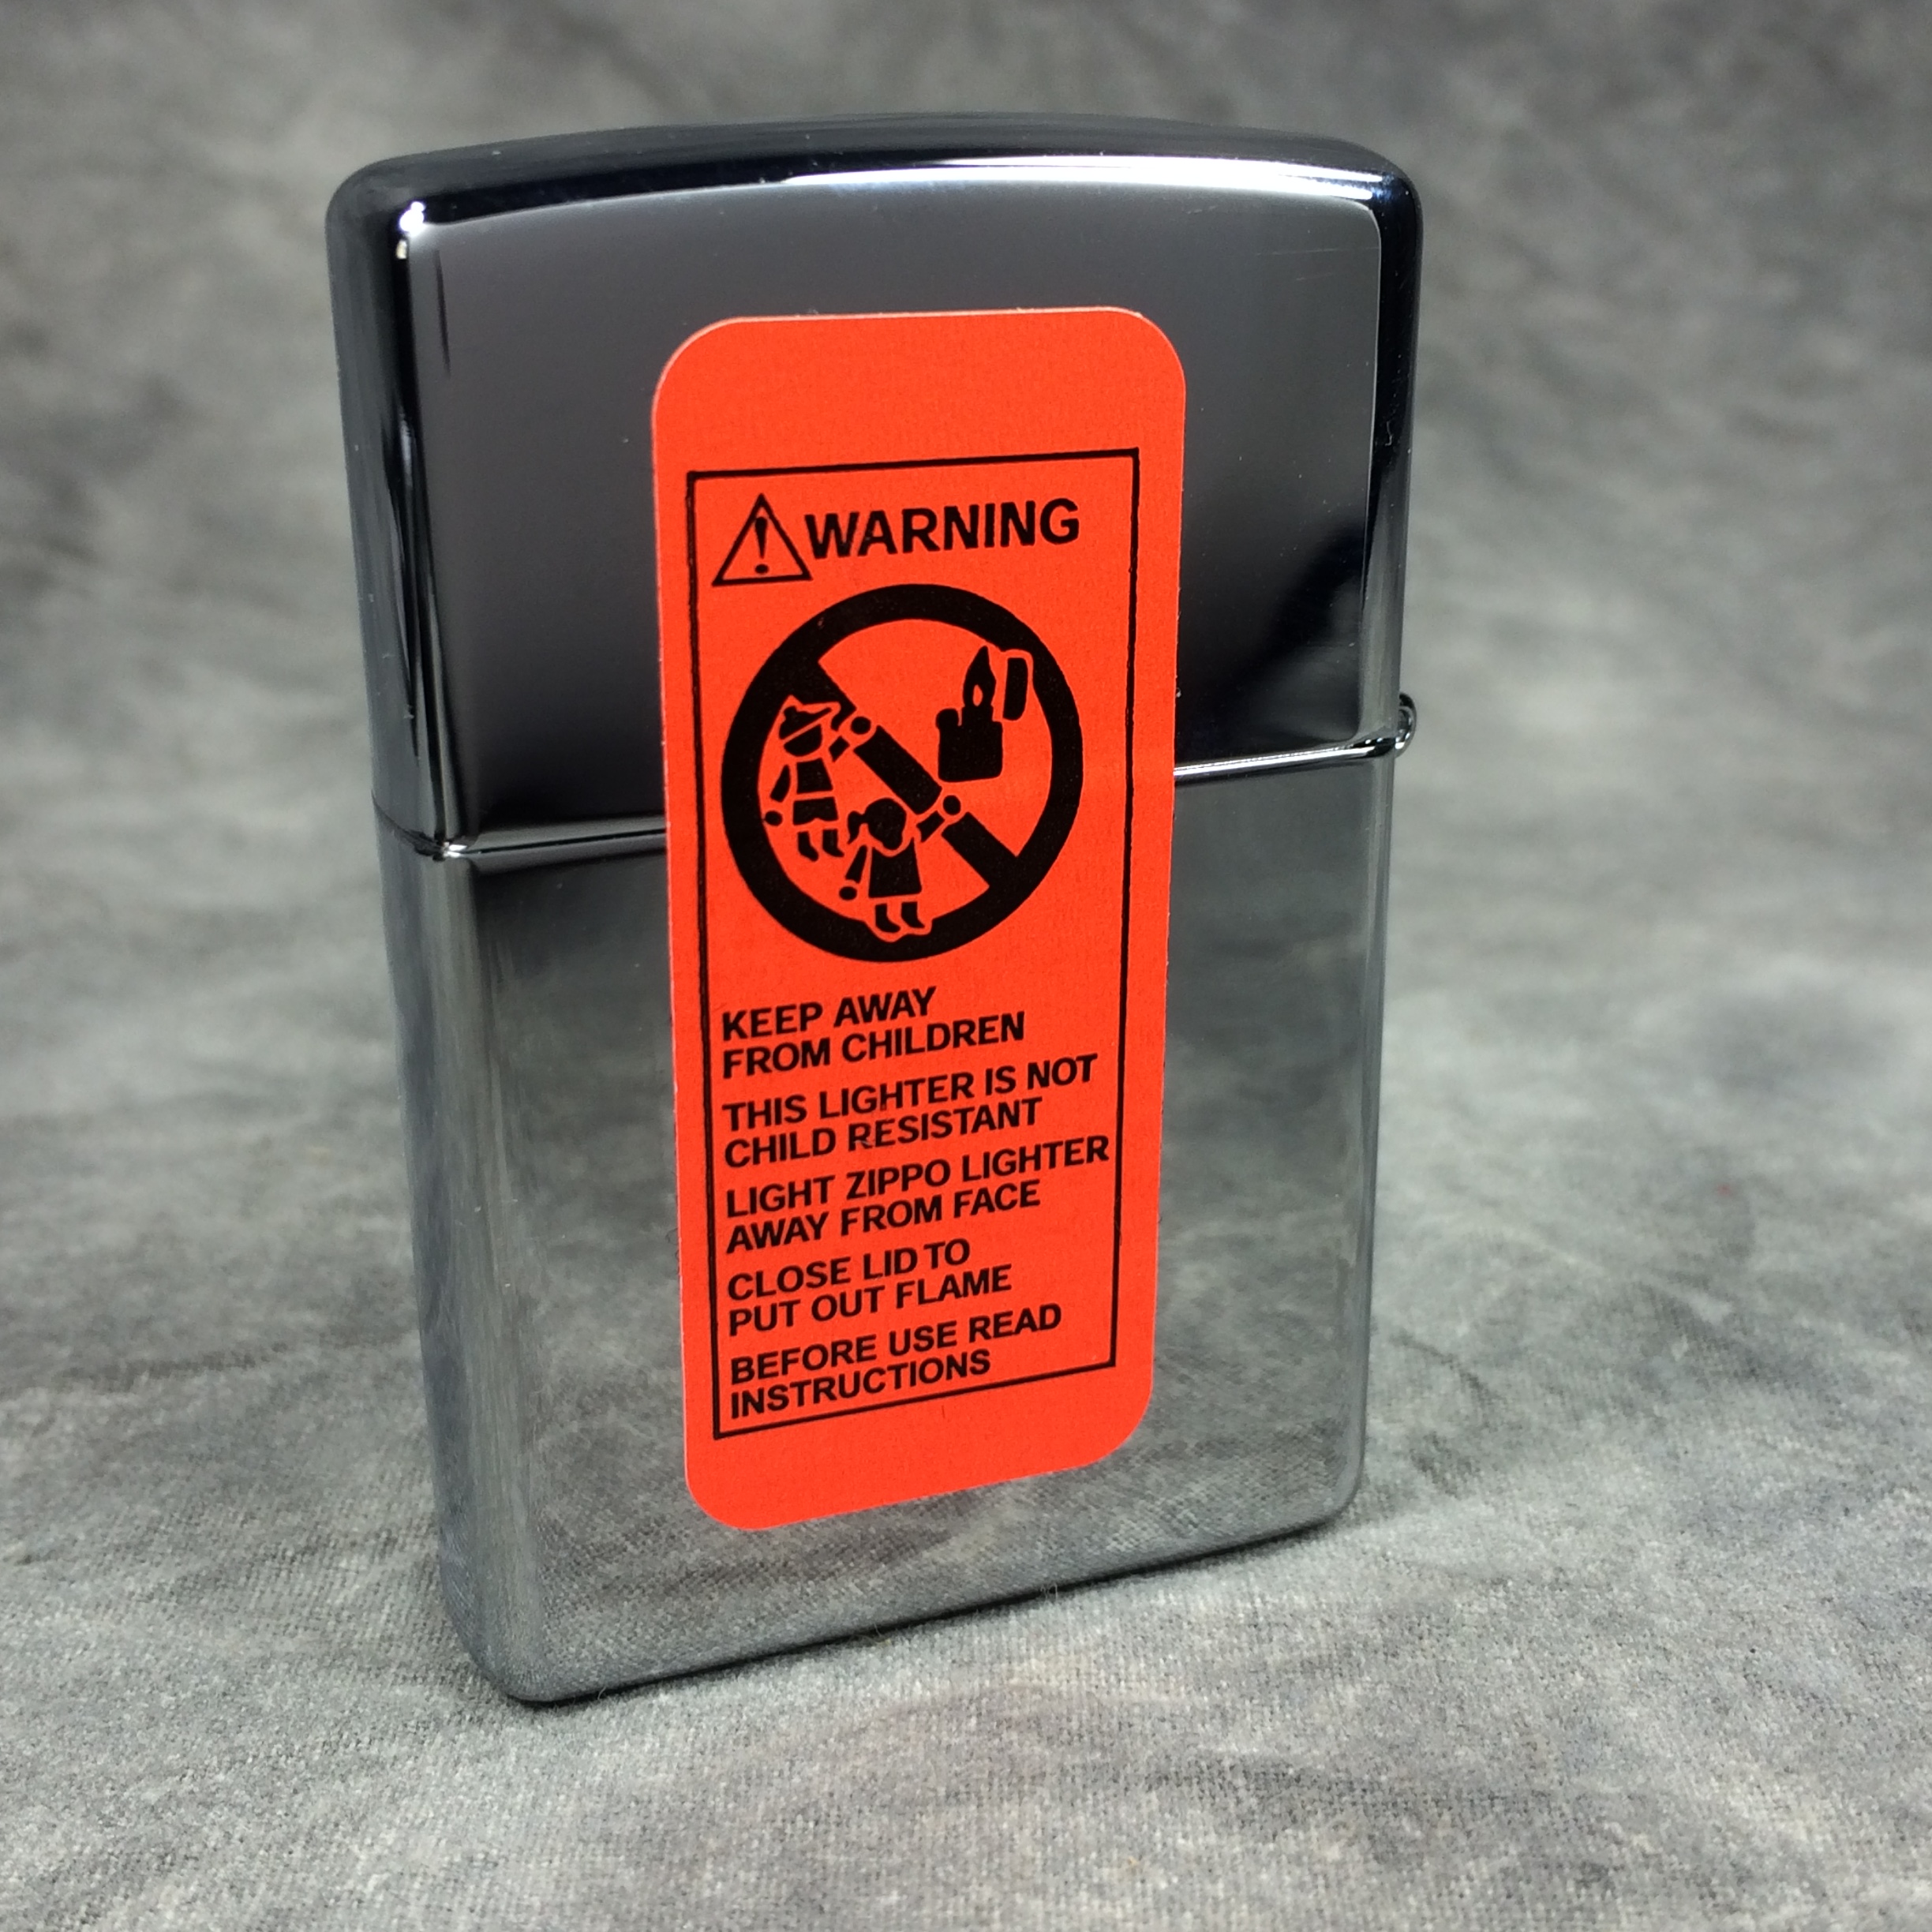 WARNING
KEEP AWAY
FROM CHILDREN
THIS LIGHTER IS NOT
CHILD RESISTANT
LIGHT ZIPPO LIGHTER
AWAY FROM FACE
CLOSE LID TO
PUT OUT FLAME
BEFORE USE READ
INSTRUCTIONS